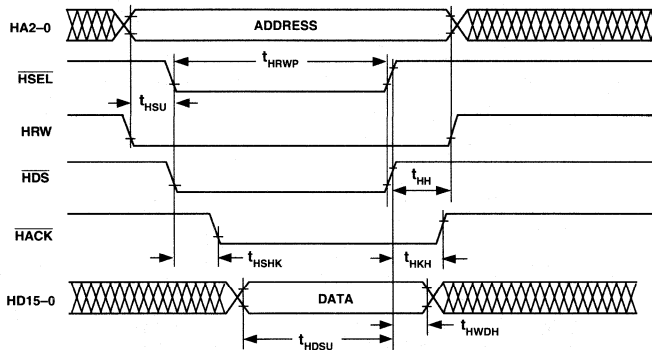 HA2–0
ADDRESS
HSEL
tHRWP
tHSU
HRW
HDS
tHH
HACK
tHSHK
tHKH
HD15–0
DATA
tHWDH
tHDSU